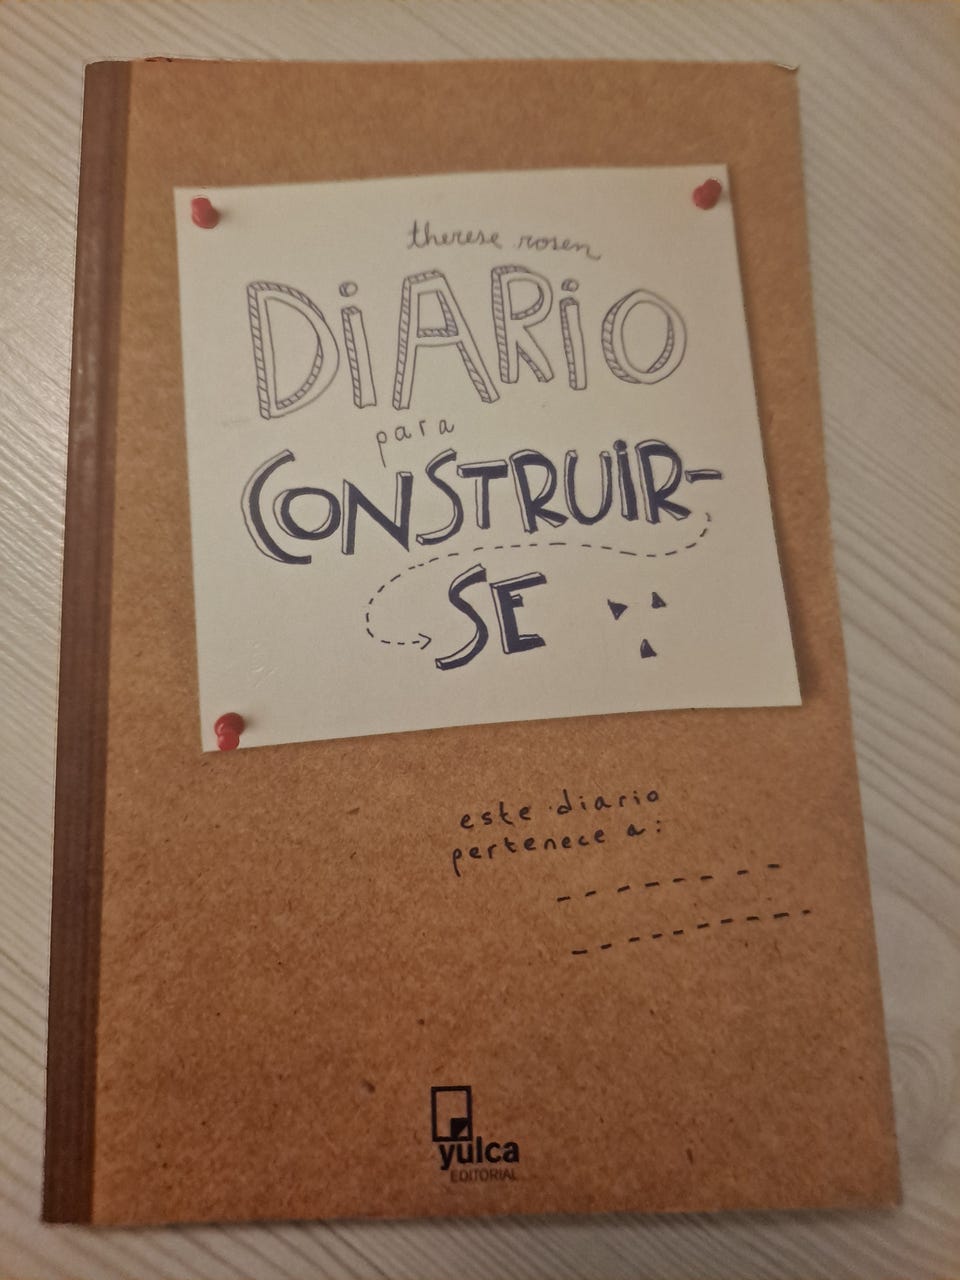 therese rosen
DiARio
para
CONSTRUiR-
SE
este diario
pertenece a:
yulca
EDITORIAL